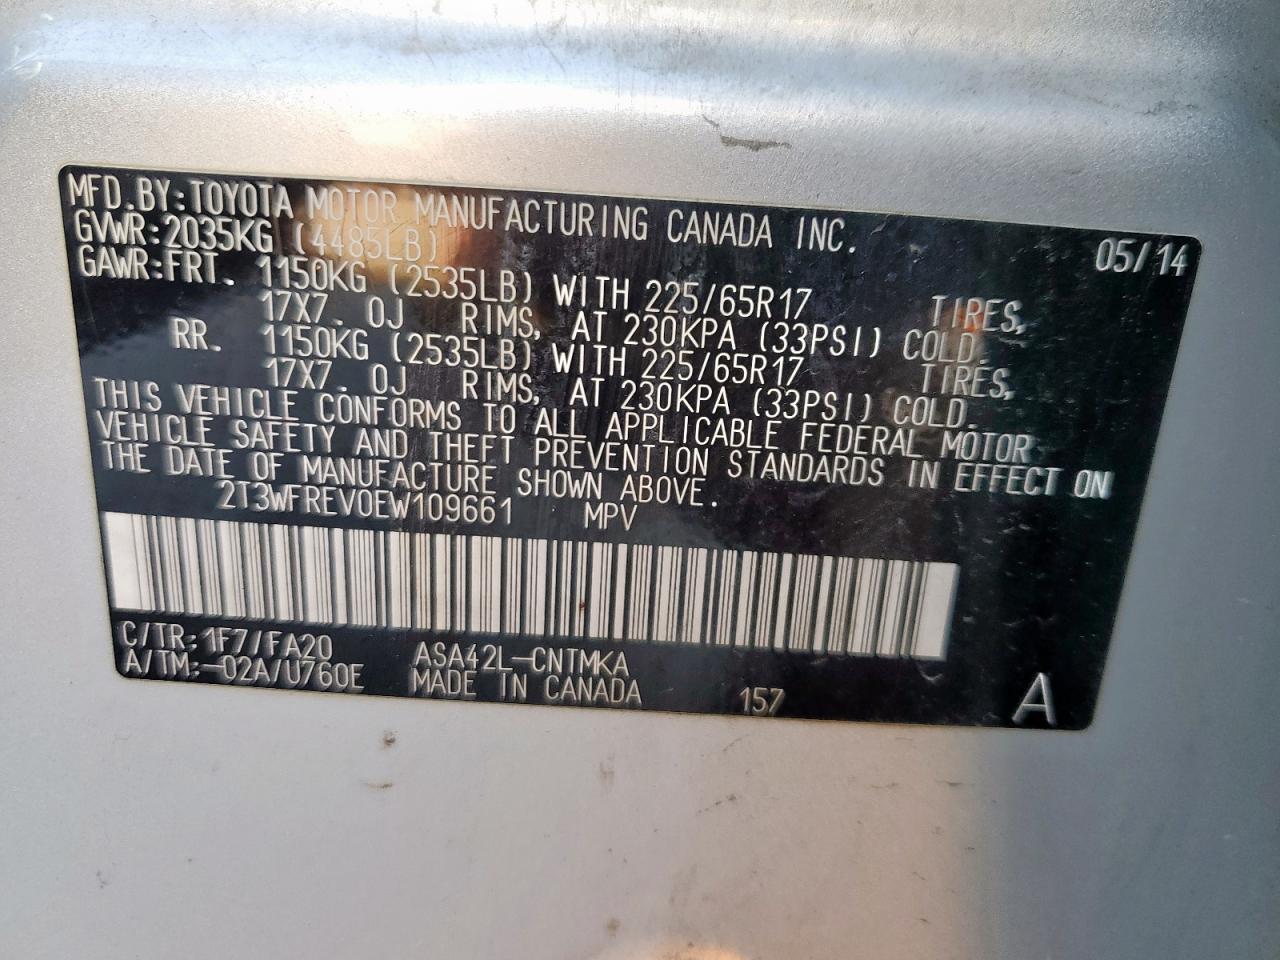 MFD.BY:TOYOTA MOTOR MANUFACTURING CANADA INC. 05/14
GVWR:2035KG (4485LB)
GAWR:FRT. 1150KG (2535LB) WITH 225/65R17 TIRES,
17X7.0J RIMS, AT 230KPA (33PSI) COLD.
RR. 1150KG (2535LB) WITH 225/65R17 TIRES,
17X7.0J RIMS, AT 230KPA (33PSI) COLD.
THIS VEHICLE CONFORMS TO ALL APPLICABLE FEDERAL MOTOR
VEHICLE SAFETY AND THEFT PREVENTION STANDARDS IN EFFECT ON
THE DATE OF MANUFACTURE SHOWN ABOVE.
2T3WFREV0EW109661 MPV
C/TR:1F7/FA20 ASA42L-CNTMKA
A/TM:-02A/U760E MADE IN CANADA 157 A